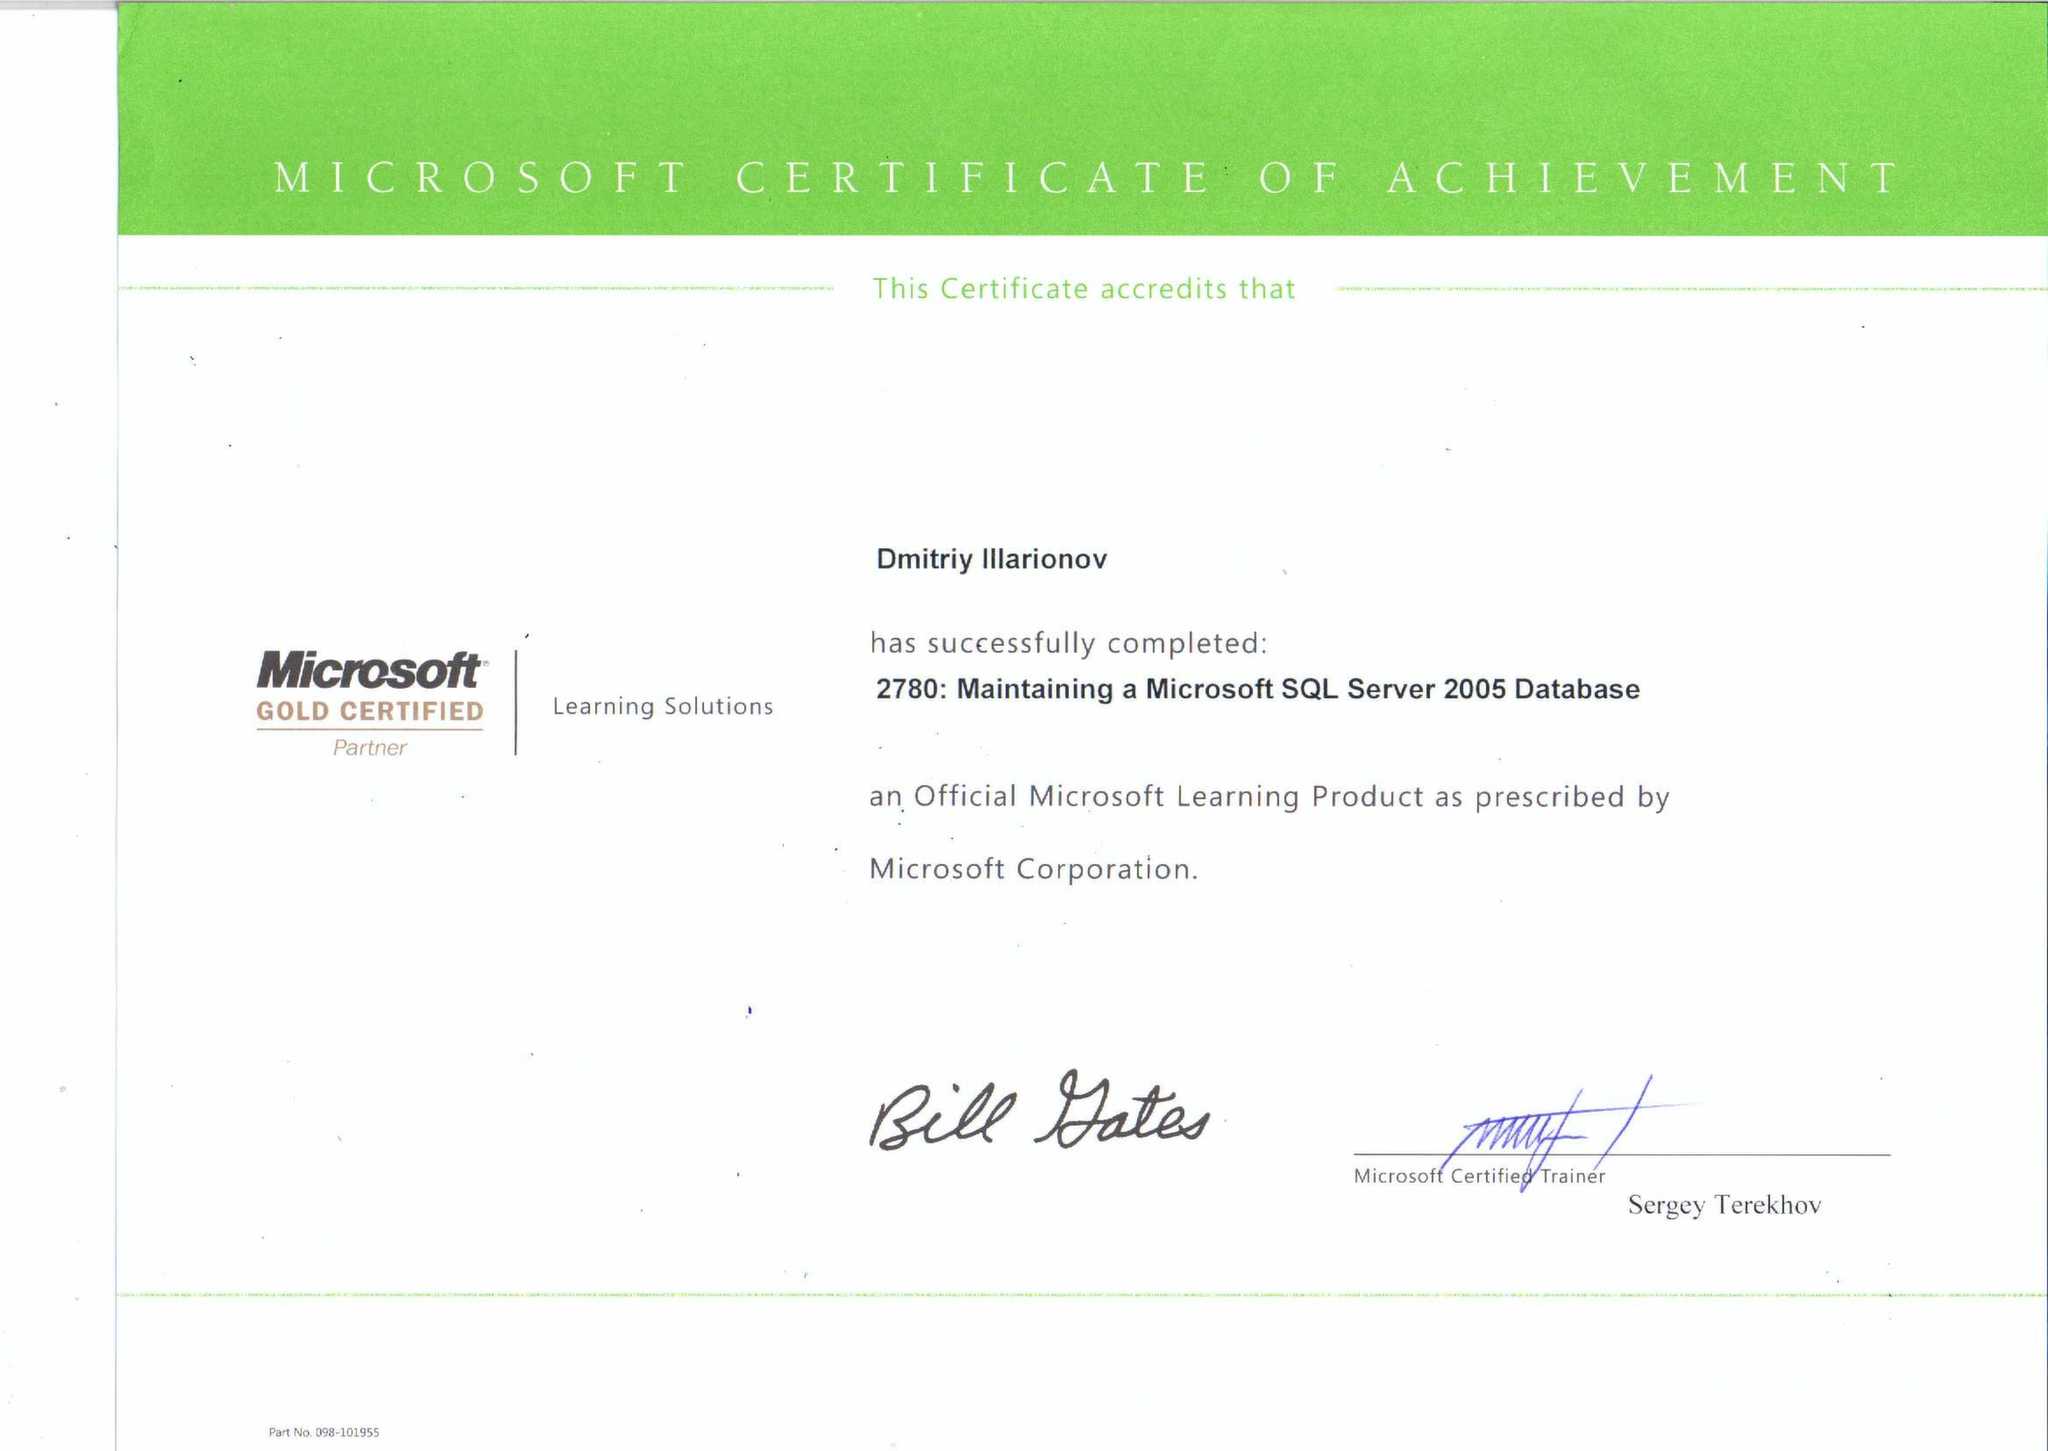 MICROSOFT CERTIFICATE OF ACHIEVEMENT
This Certificate accredits that
Dmitriy Illarionov
has successfully completed:
2780: Maintaining a Microsoft SQL Server 2005 Database
Microsoft
GOLD CERTIFIED
Partner
Learning Solutions
an Official Microsoft Learning Product as prescribed by
Microsoft Corporation.
Bill Gates
Microsoft Certified Trainer
Sergey Terekhov
Part No. 098-101955